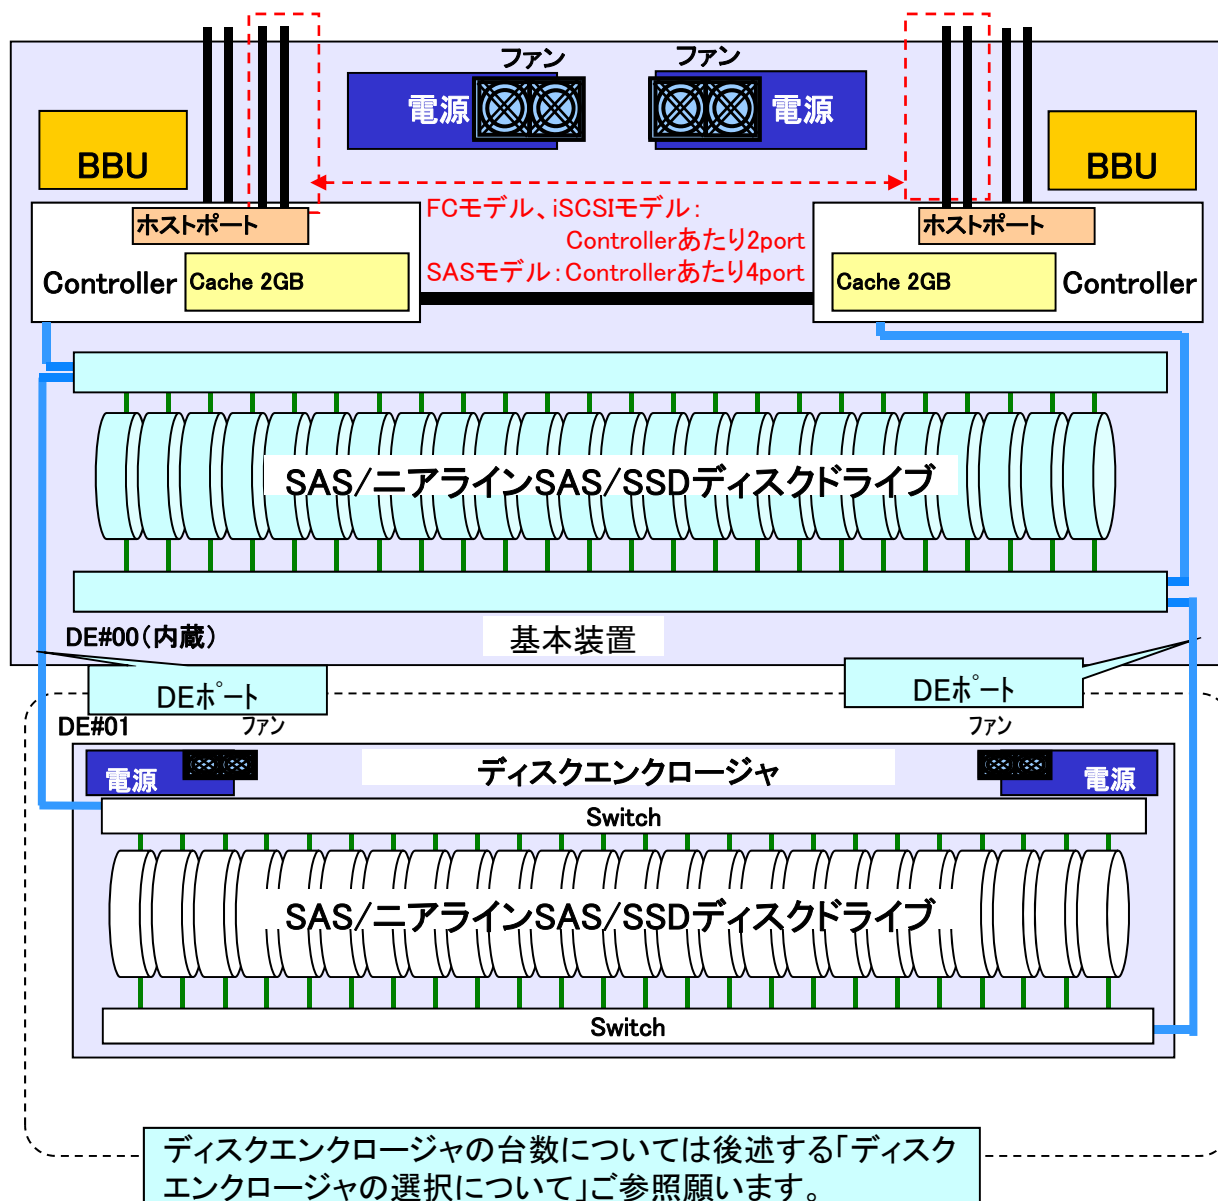 ファン
ファン
電源
電源
BBU
BBU
FCモデル、iSCSIモデル：
Controllerあたり2port
SASモデル：Controllerあたり4port
ホストポート
ホストポート
Controller
Cache 2GB
Cache 2GB
Controller
SAS/ニアラインSAS/SSDディスクドライブ
DE#00（内蔵）
基本装置
DEﾎﾟｰﾄ
DEﾎﾟｰﾄ
DE#01
ファン
ファン
電源
ディスクエンクロージャ
電源
Switch
SAS/ニアラインSAS/SSDディスクドライブ
Switch
ディスクエンクロージャの台数については後述する「ディスク
エンクロージャの選択について」ご参照願います。